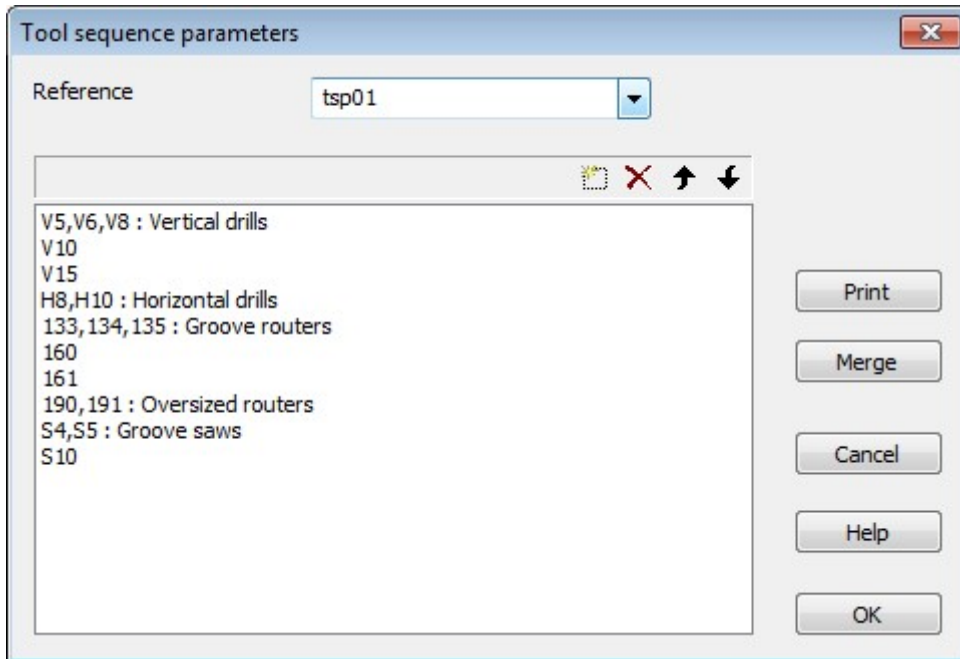 Tool sequence parameters
Reference tsp01
V5,V6,V8 : Vertical drills
V10
V15
H8,H10 : Horizontal drills
133,134,135 : Groove routers
160
161
190,191 : Oversized routers
S4,S5 : Groove saws
S10
Print
Merge
Cancel
Help
OK